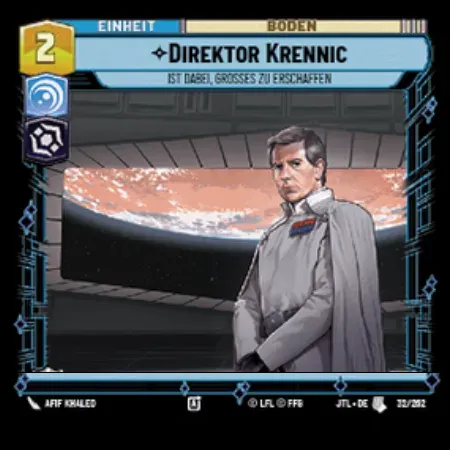 EINHEIT
BODEN
2
DIREKTOR KRENNIC
IST DABEI, GROSSES ZU ERSCHAFFEN
AFIF KHALED
A
© LFL © FFG
JTL • DE
32/262